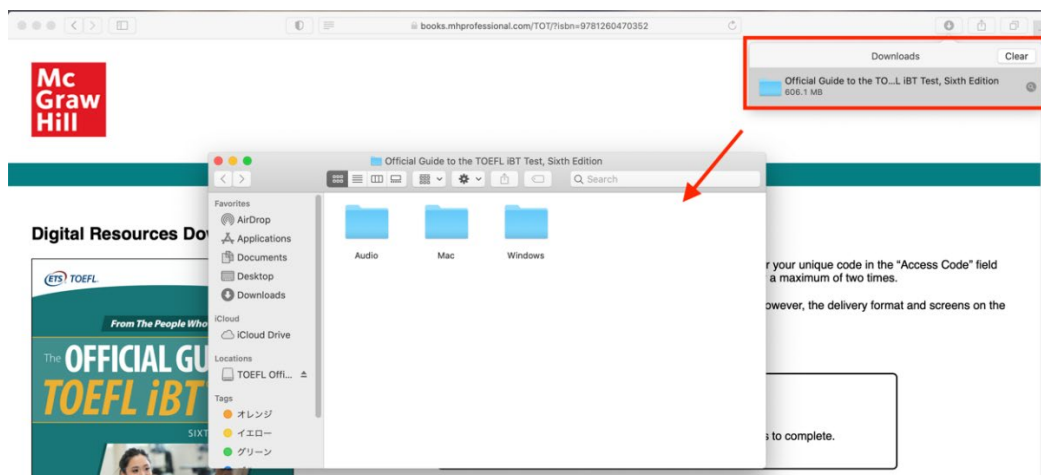 books.mhprofessional.com/TOT/?isbn=9781260470352
Downloads
Clear
Official Guide to the TO...L iBT Test, Sixth Edition
606.1 MB
Mc
Graw
Hill
Official Guide to the TOEFL iBT Test, Sixth Edition
Search
Favorites
AirDrop
Applications
Documents
Desktop
Downloads
iCloud
iCloud Drive
Locations
TOEFL Offi...
Tags
オレンジ
イエロー
グリーン
Audio
Mac
Windows
Digital Resources Do
r your unique code in the “Access Code” field
a maximum of two times.
owever, the delivery format and screens on the
s to complete.
ETS TOEFL
From The People Who
The OFFICIAL GU
TOEFL iBT
SIXT